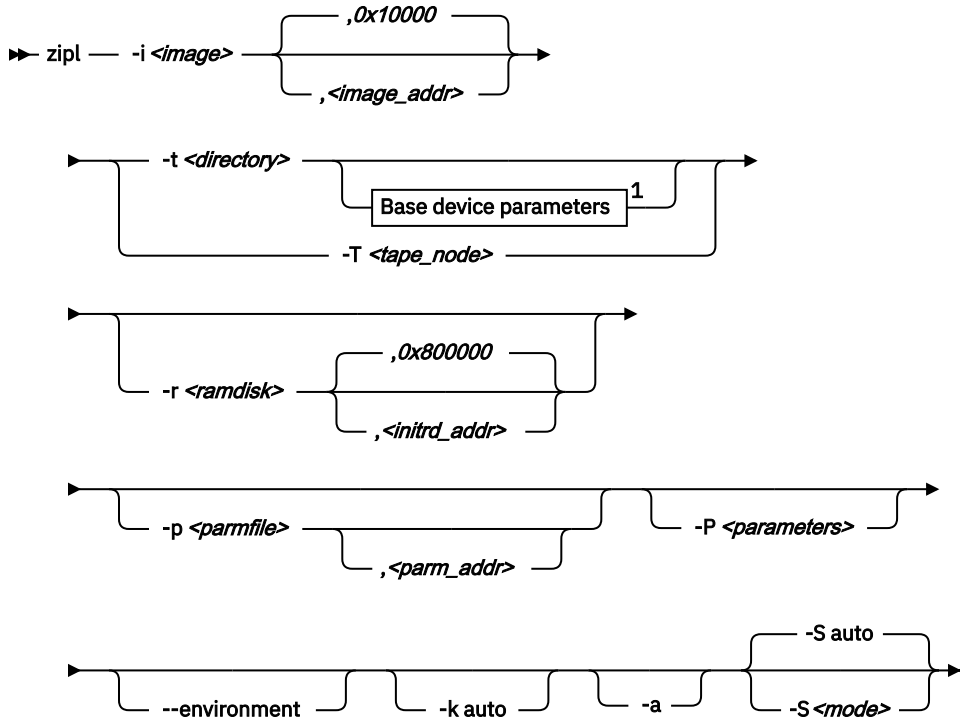 ,0x10000
zipl -i <image>
,<image_addr>
-t <directory>
Base device parameters 1
-T <tape_node>
,0x800000
-r <ramdisk>
,<initrd_addr>
-p <parmfile> -P <parameters>
,<parm_addr>
-S auto
--environment -k auto -a -S <mode>